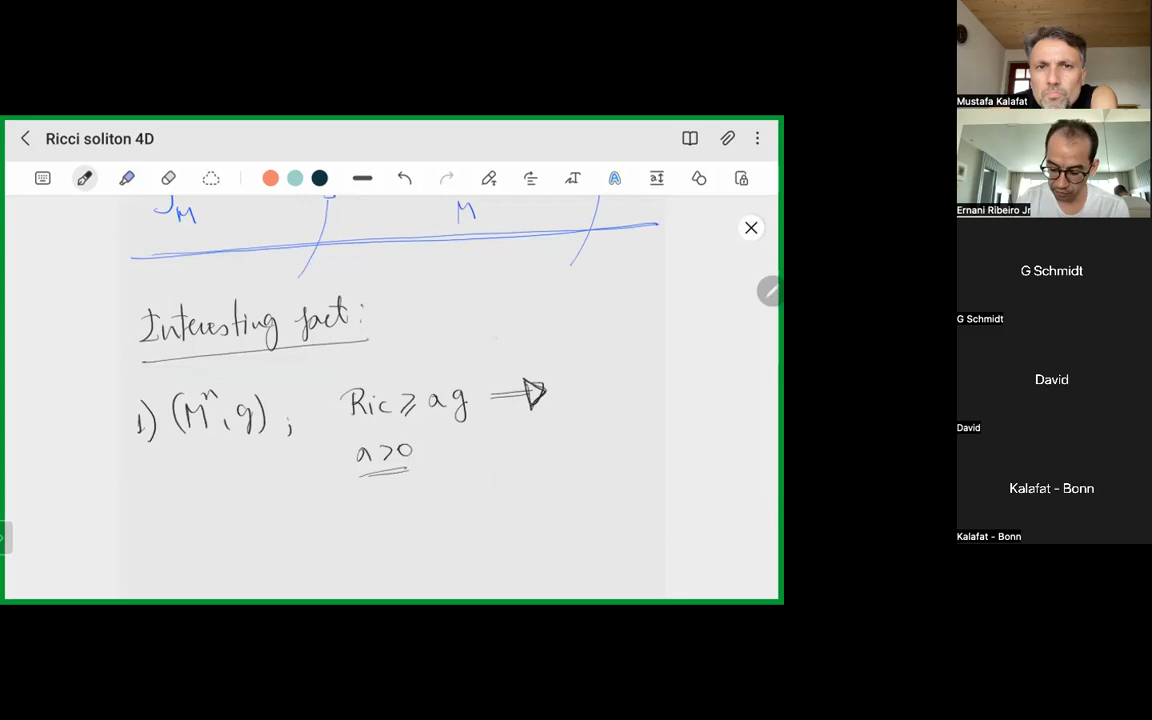 Mustafa Kalafat
Ricci soliton 4D
M
M
Interesting fact:
1) (Mⁿ, g); Ric ≥ a g ⟹
a > 0
Ernani Ribeiro Jr
G Schmidt
G Schmidt
David
David
Kalafat - Bonn
Kalafat - Bonn